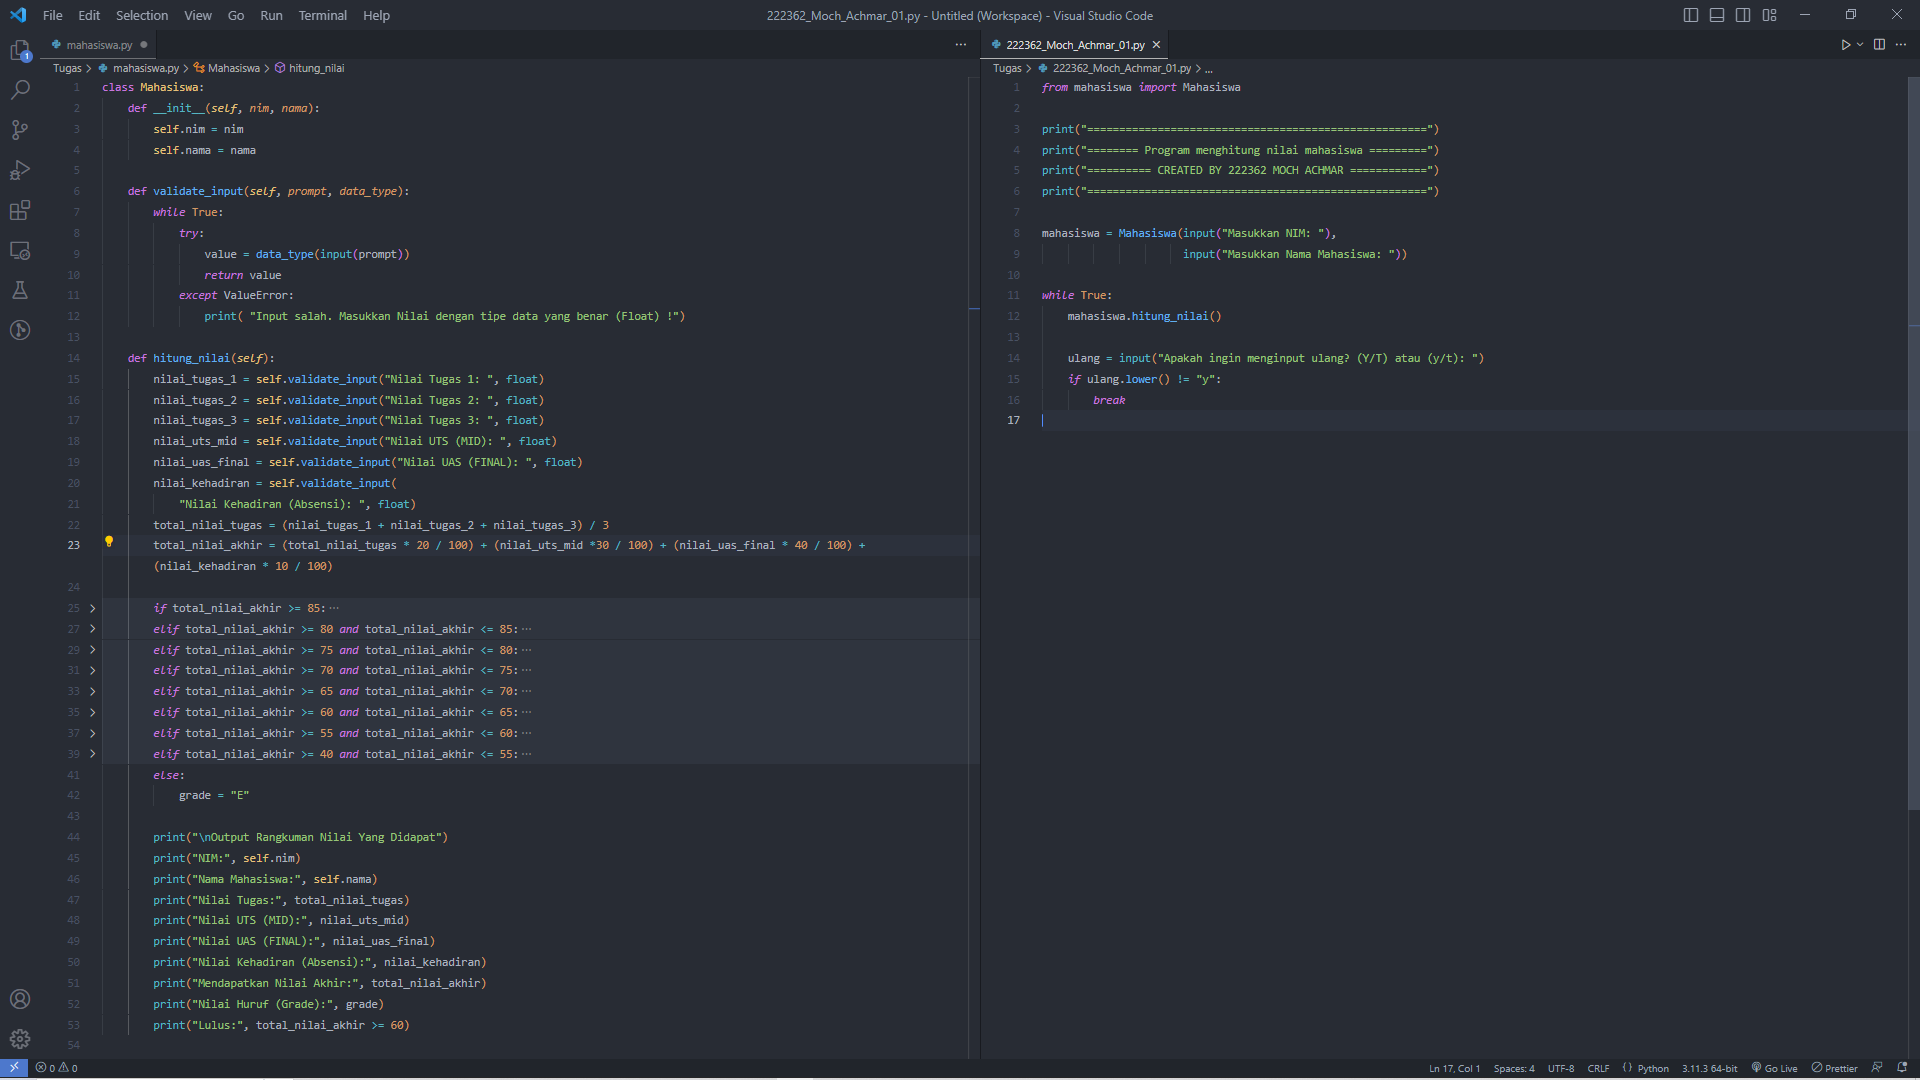 File Edit Selection View Go Run Terminal Help
222362_Moch_Achmar_01.py - Untitled (Workspace) - Visual Studio Code
1
mahasiswa.py
Tugas > mahasiswa.py > Mahasiswa > hitung_nilai
1 class Mahasiswa:
2 def __init__(self, nim, nama):
3 self.nim = nim
4 self.nama = nama
5
6 def validate_input(self, prompt, data_type):
7 while True:
8 try:
9 value = data_type(input(prompt))
10 return value
11 except ValueError:
12 print( "Input salah. Masukkan Nilai dengan tipe data yang benar (Float) !")
13
14 def hitung_nilai(self):
15 nilai_tugas_1 = self.validate_input("Nilai Tugas 1: ", float)
16 nilai_tugas_2 = self.validate_input("Nilai Tugas 2: ", float)
17 nilai_tugas_3 = self.validate_input("Nilai Tugas 3: ", float)
18 nilai_uts_mid = self.validate_input("Nilai UTS (MID): ", float)
19 nilai_uas_final = self.validate_input("Nilai UAS (FINAL): ", float)
20 nilai_kehadiran = self.validate_input(
21 "Nilai Kehadiran (Absensi): ", float)
22 total_nilai_tugas = (nilai_tugas_1 + nilai_tugas_2 + nilai_tugas_3) / 3
23 total_nilai_akhir = (total_nilai_tugas * 20 / 100) + (nilai_uts_mid *30 / 100) + (nilai_uas_final * 40 / 100) +
(nilai_kehadiran * 10 / 100)
24
25 if total_nilai_akhir >= 85:···
27 elif total_nilai_akhir >= 80 and total_nilai_akhir <= 85:···
29 elif total_nilai_akhir >= 75 and total_nilai_akhir <= 80:···
31 elif total_nilai_akhir >= 70 and total_nilai_akhir <= 75:···
33 elif total_nilai_akhir >= 65 and total_nilai_akhir <= 70:···
35 elif total_nilai_akhir >= 60 and total_nilai_akhir <= 65:···
37 elif total_nilai_akhir >= 55 and total_nilai_akhir <= 60:···
39 elif total_nilai_akhir >= 40 and total_nilai_akhir <= 55:···
41 else:
42 grade = "E"
43
44 print("\nOutput Rangkuman Nilai Yang Didapat")
45 print("NIM:", self.nim)
46 print("Nama Mahasiswa:", self.nama)
47 print("Nilai Tugas:", total_nilai_tugas)
48 print("Nilai UTS (MID):", nilai_uts_mid)
49 print("Nilai UAS (FINAL):", nilai_uas_final)
50 print("Nilai Kehadiran (Absensi):", nilai_kehadiran)
51 print("Mendapatkan Nilai Akhir:", total_nilai_akhir)
52 print("Nilai Huruf (Grade):", grade)
53 print("Lulus:", total_nilai_akhir >= 60)
54
222362_Moch_Achmar_01.py
Tugas > 222362_Moch_Achmar_01.py > ...
1 from mahasiswa import Mahasiswa
2
3 print("=====================================================")
4 print("======== Program menghitung nilai mahasiswa =========")
5 print("========== CREATED BY 222362 MOCH ACHMAR ============")
6 print("=====================================================")
7
8 mahasiswa = Mahasiswa(input("Masukkan NIM: "),
9 input("Masukkan Nama Mahasiswa: "))
10
11 while True:
12 mahasiswa.hitung_nilai()
13
14 ulang = input("Apakah ingin menginput ulang? (Y/T) atau (y/t): ")
15 if ulang.lower() != "y":
16 break
17
0 0
Ln 17, Col 1 Spaces: 4 UTF-8 CRLF Python 3.11.3 64-bit Go Live Prettier